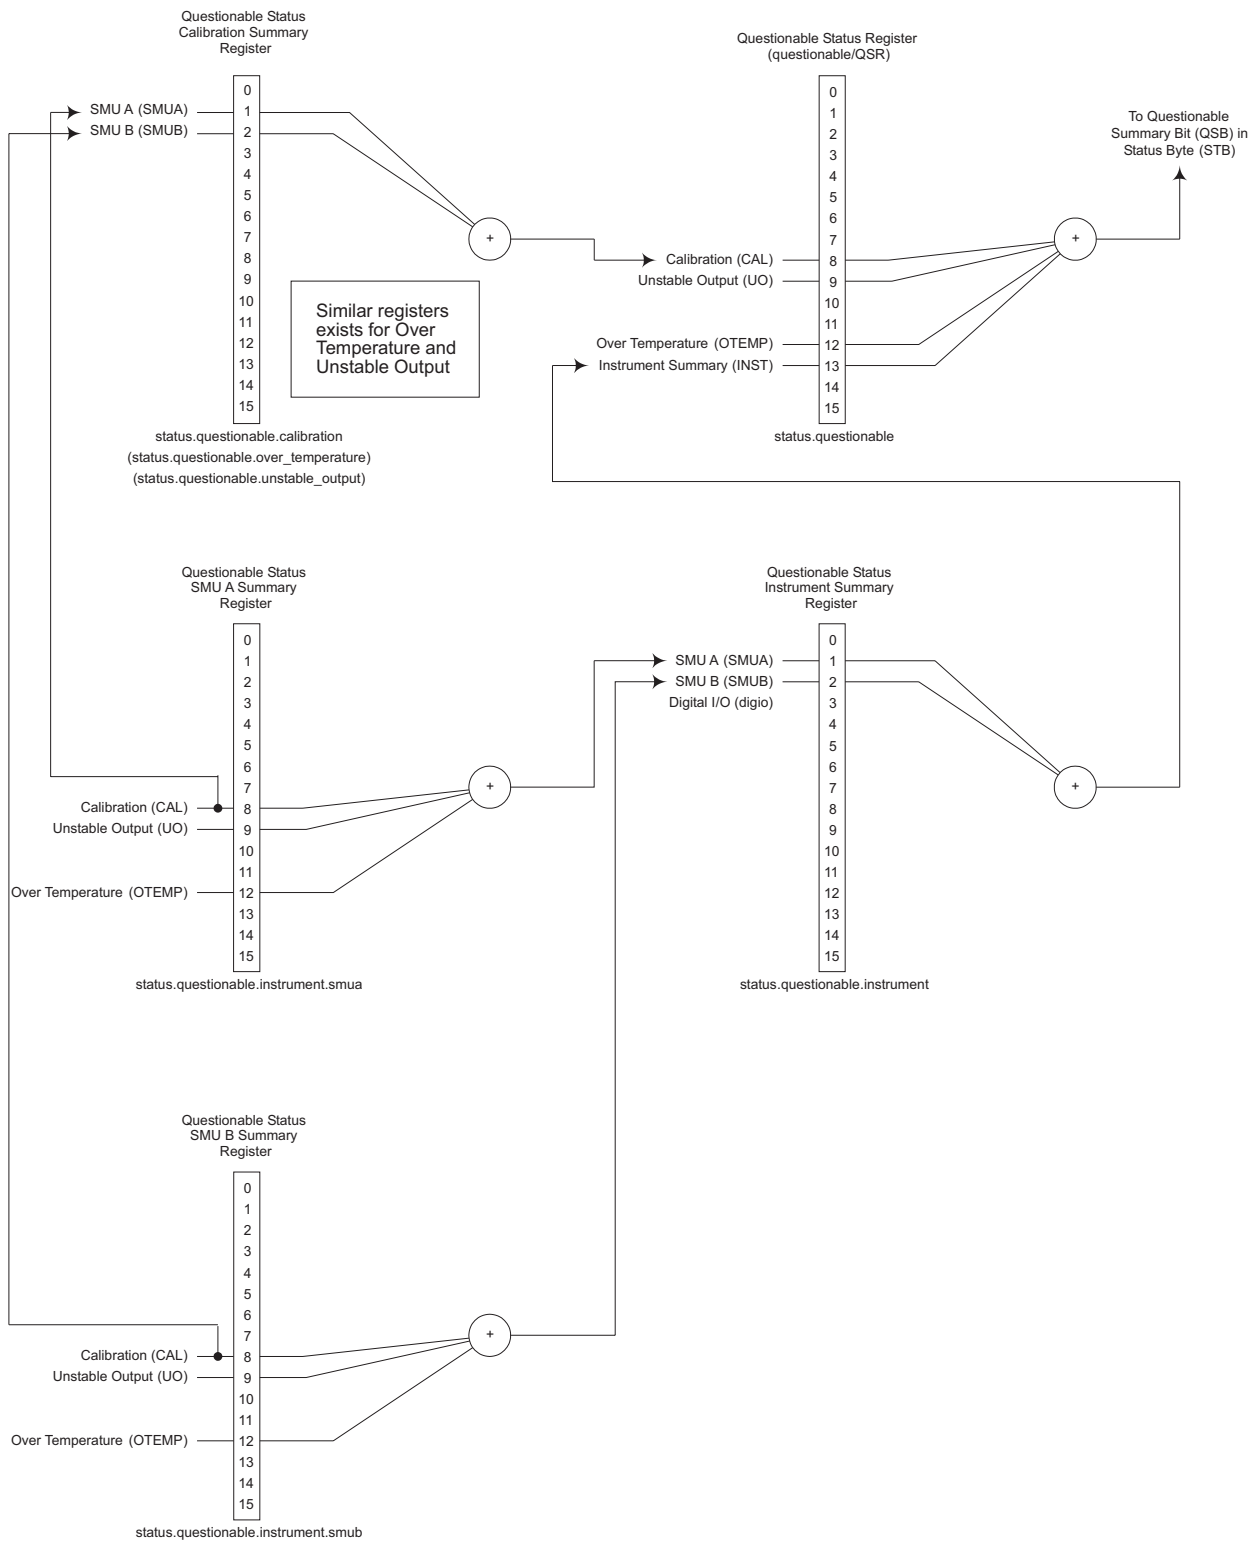 Questionable Status
Calibration Summary
Register
SMU A (SMUA)
SMU B (SMUB)
0
1
2
3
4
5
6
7
8
9
10
11
12
13
14
15
Similar registers
exists for Over
Temperature and
Unstable Output
status.questionable.calibration
(status.questionable.over_temperature)
(status.questionable.unstable_output)
+
Questionable Status Register
(questionable/QSR)
Calibration (CAL)
Unstable Output (UO)
Over Temperature (OTEMP)
Instrument Summary (INST)
0
1
2
3
4
5
6
7
8
9
10
11
12
13
14
15
status.questionable
+
To Questionable
Summary Bit (QSB) in
Status Byte (STB)
Questionable Status
SMU A Summary
Register
Calibration (CAL)
Unstable Output (UO)
Over Temperature (OTEMP)
0
1
2
3
4
5
6
7
8
9
10
11
12
13
14
15
status.questionable.instrument.smua
+
Questionable Status
Instrument Summary
Register
SMU A (SMUA)
SMU B (SMUB)
Digital I/O (digio)
0
1
2
3
4
5
6
7
8
9
10
11
12
13
14
15
status.questionable.instrument
+
Questionable Status
SMU B Summary
Register
Calibration (CAL)
Unstable Output (UO)
Over Temperature (OTEMP)
0
1
2
3
4
5
6
7
8
9
10
11
12
13
14
15
status.questionable.instrument.smub
+